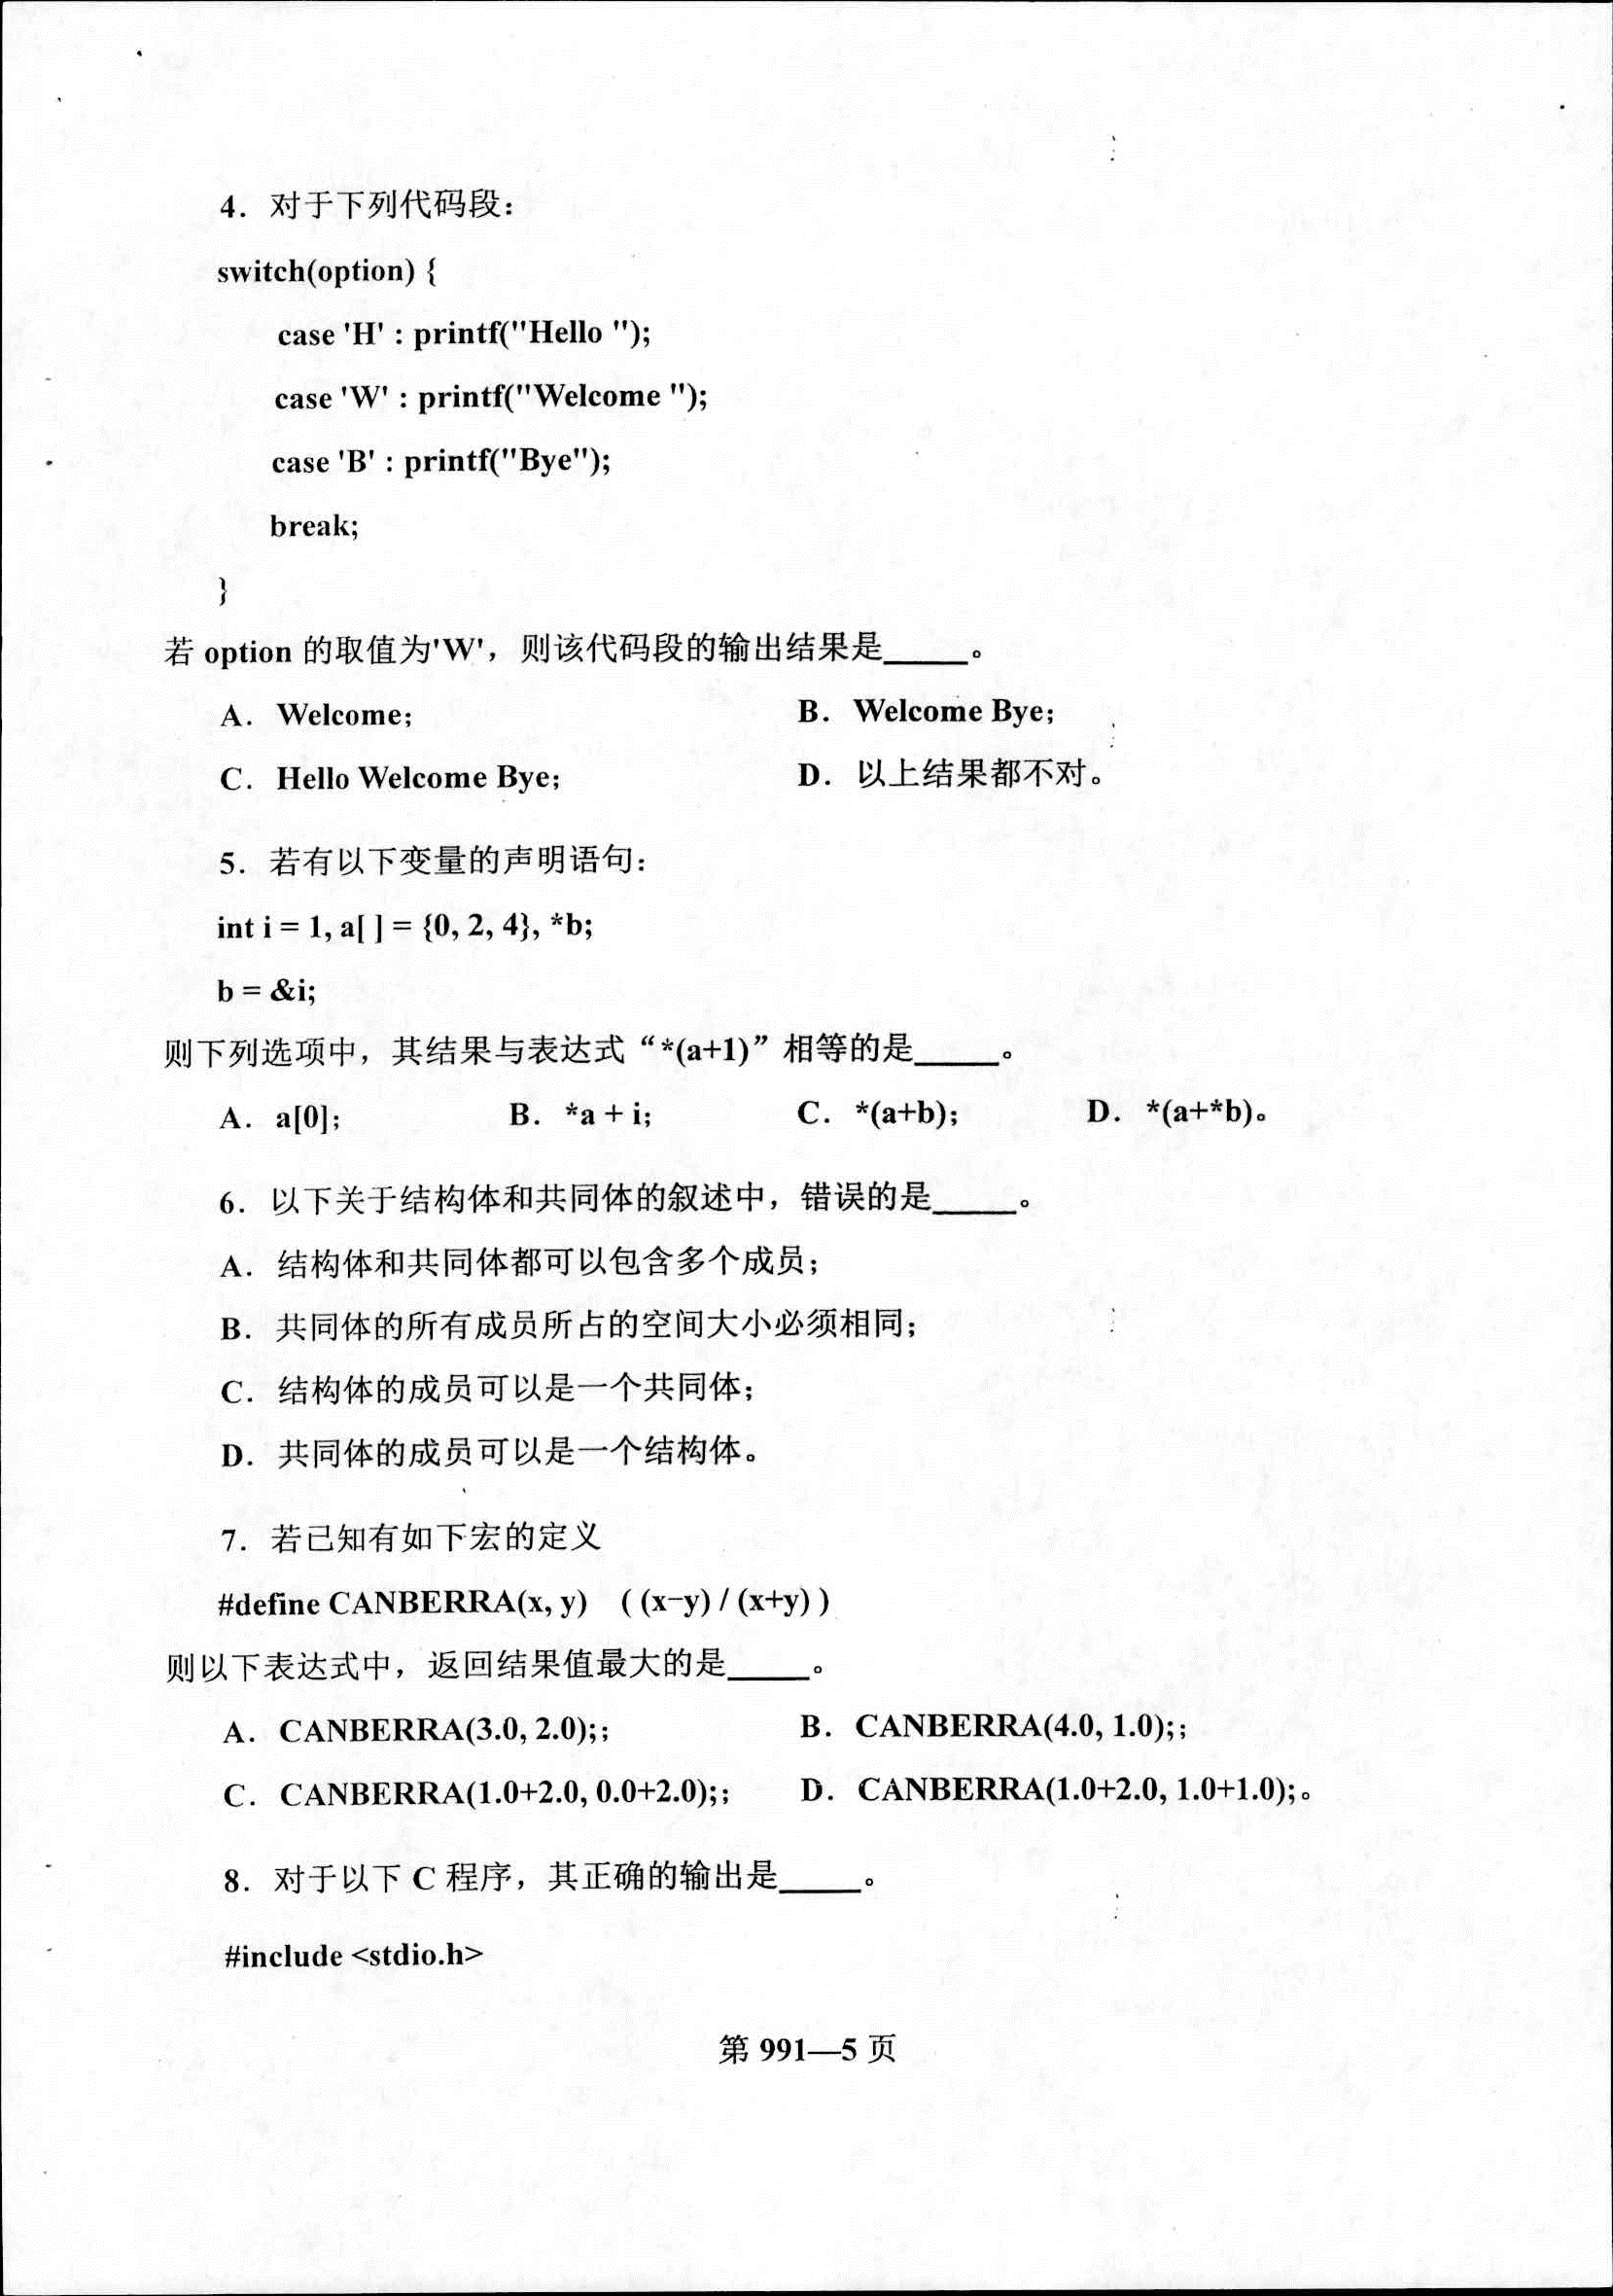 4．对于下列代码段：
switch(option) {
case 'H' : printf("Hello ");
case 'W' : printf("Welcome ");
case 'B' : printf("Bye");
break;
}
若 option 的取值为'W'，则该代码段的输出结果是_____。
A．Welcome； B．Welcome Bye；
C．Hello Welcome Bye； D．以上结果都不对。
5．若有以下变量的声明语句：
int i = 1, a[ ] = {0, 2, 4}, *b;
b = &i;
则下列选项中，其结果与表达式“*(a+1)”相等的是_____。
A．a[0]； B．*a + i； C．*(a+b)； D．*(a+*b)。
6．以下关于结构体和共同体的叙述中，错误的是_____。
A．结构体和共同体都可以包含多个成员；
B．共同体的所有成员所占的空间大小必须相同；
C．结构体的成员可以是一个共同体；
D．共同体的成员可以是一个结构体。
7．若已知有如下宏的定义
#define CANBERRA(x, y) ( (x-y) / (x+y) )
则以下表达式中，返回结果值最大的是_____。
A．CANBERRA(3.0, 2.0);； B．CANBERRA(4.0, 1.0);；
C．CANBERRA(1.0+2.0, 0.0+2.0);； D．CANBERRA(1.0+2.0, 1.0+1.0);。
8．对于以下 C 程序，其正确的输出是_____。
#include <stdio.h>
第 991—5 页